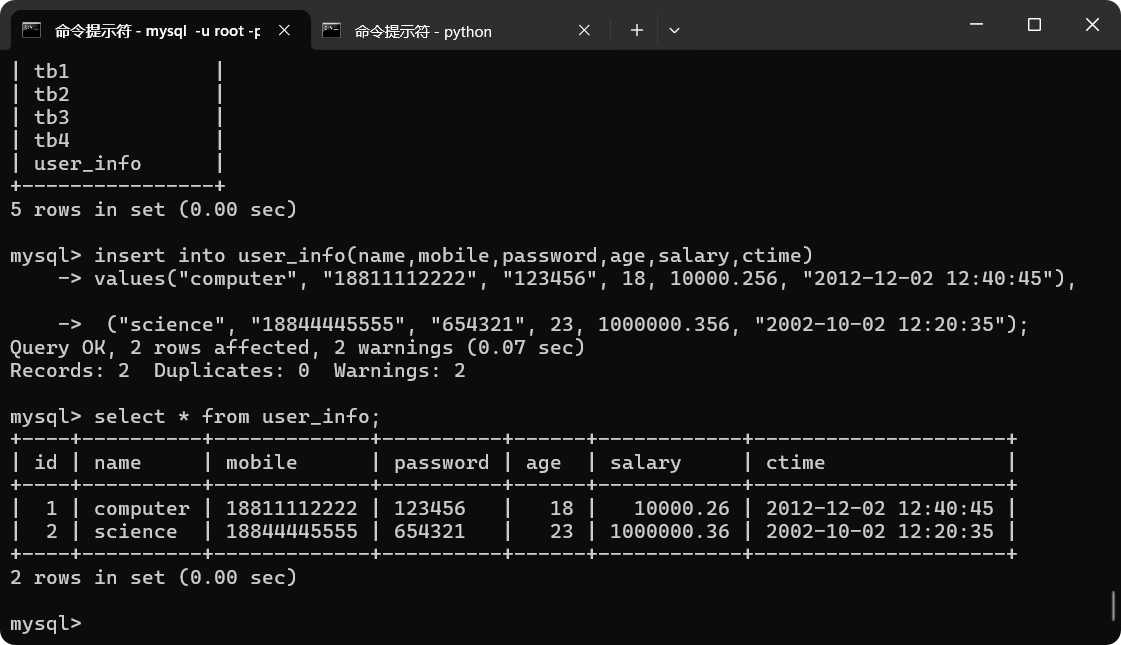 命令提示符 - mysql  -u root -p
命令提示符 - python
| tb1            |
| tb2            |
| tb3            |
| tb4            |
| user_info      |
+----------------+
5 rows in set (0.00 sec)
mysql> insert into user_info(name,mobile,password,age,salary,ctime)
    -> values("computer", "18811112222", "123456", 18, 10000.256, "2012-12-02 12:40:45"),
    ->  ("science", "18844445555", "654321", 23, 1000000.356, "2002-10-02 12:20:35");
Query OK, 2 rows affected, 2 warnings (0.07 sec)
Records: 2  Duplicates: 0  Warnings: 2
mysql> select * from user_info;
+----+----------+-------------+----------+------+------------+---------------------+
| id | name     | mobile      | password | age  | salary     | ctime               |
+----+----------+-------------+----------+------+------------+---------------------+
|  1 | computer | 18811112222 | 123456   |   18 |   10000.26 | 2012-12-02 12:40:45 |
|  2 | science  | 18844445555 | 654321   |   23 | 1000000.36 | 2002-10-02 12:20:35 |
+----+----------+-------------+----------+------+------------+---------------------+
2 rows in set (0.00 sec)
mysql>